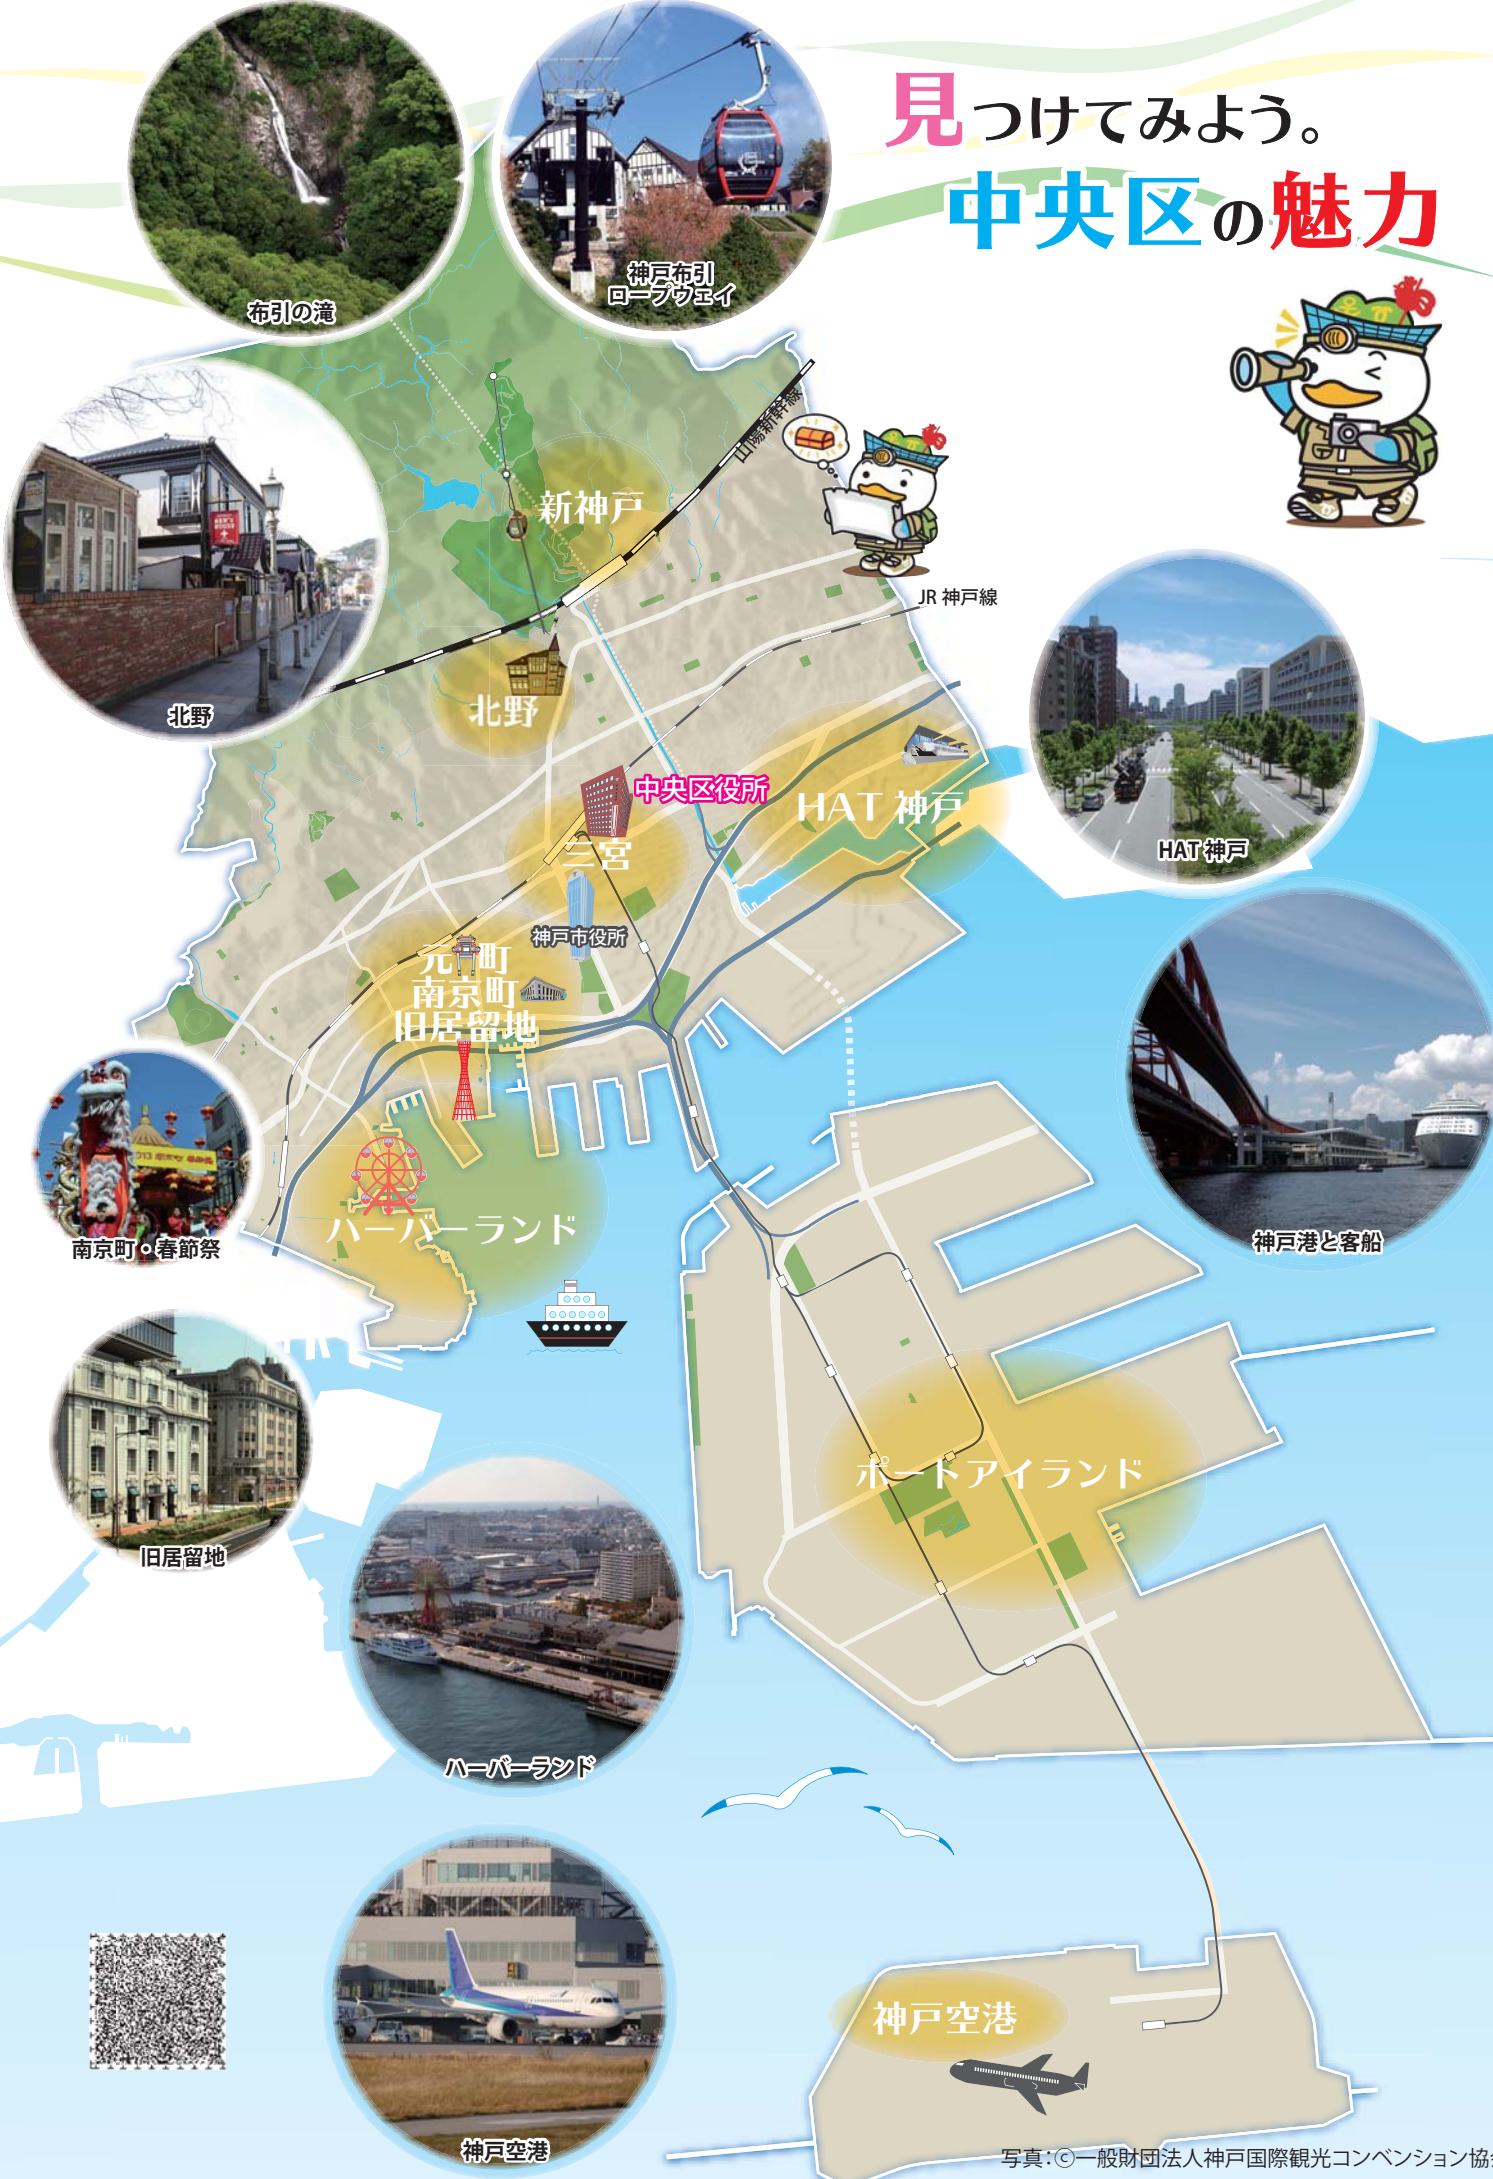 見つけてみよう。
中央区の魅力
布引の滝
神戸布引
ロープウェイ
山陽新幹線
新神戸
JR 神戸線
北野
北野
中央区役所
HAT 神戸
HAT 神戸
三宮
神戸市役所
元町
南京町
旧居留地
南京町・春節祭
ハーバーランド
神戸港と客船
旧居留地
ポートアイランド
ハーバーランド
神戸空港
神戸空港
写真:©一般財団法人神戸国際観光コンベンション協